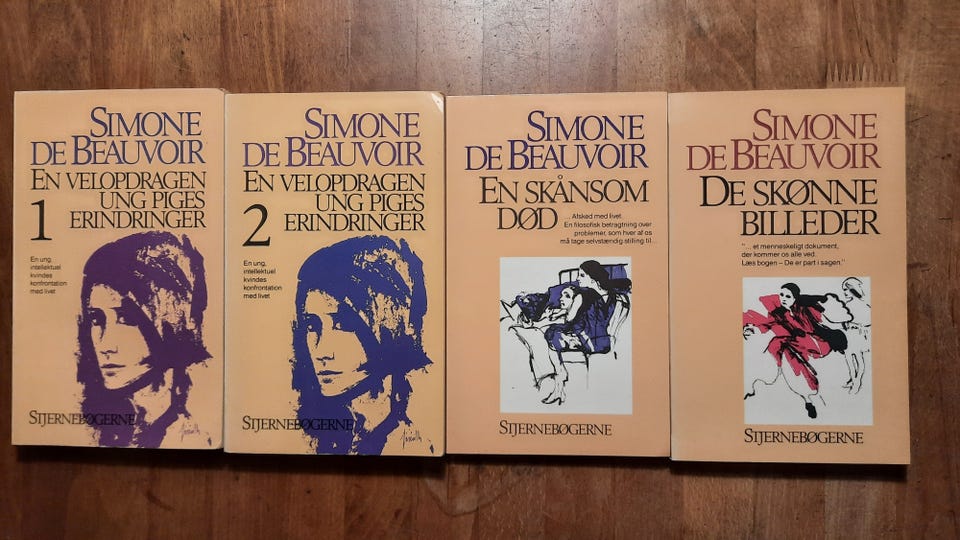 SIMONE
DE BEAUVOIR
EN VELOPDRAGEN
UNG PIGES
ERINDRINGER
1
En ung,
intellektuel
kvindes
konfrontation
med livet
STJERNEBØGERNE
SIMONE
DE BEAUVOIR
EN VELOPDRAGEN
UNG PIGES
ERINDRINGER
2
En ung,
intellektuel
kvindes
konfrontation
med livet
STJERNEBØGERNE
SIMONE
DE BEAUVOIR
EN SKÅNSOM
DØD
... Afsked med livet.
En filosofisk betragtning over
problemer, som hver af os
må tage selvstændig stilling til...
STJERNEBØGERNE
SIMONE
DE BEAUVOIR
DE SKØNNE
BILLEDER
"... et menneskeligt dokument,
der kommer os alle ved.
Læs bogen – De er part i sagen."
STJERNEBØGERNE